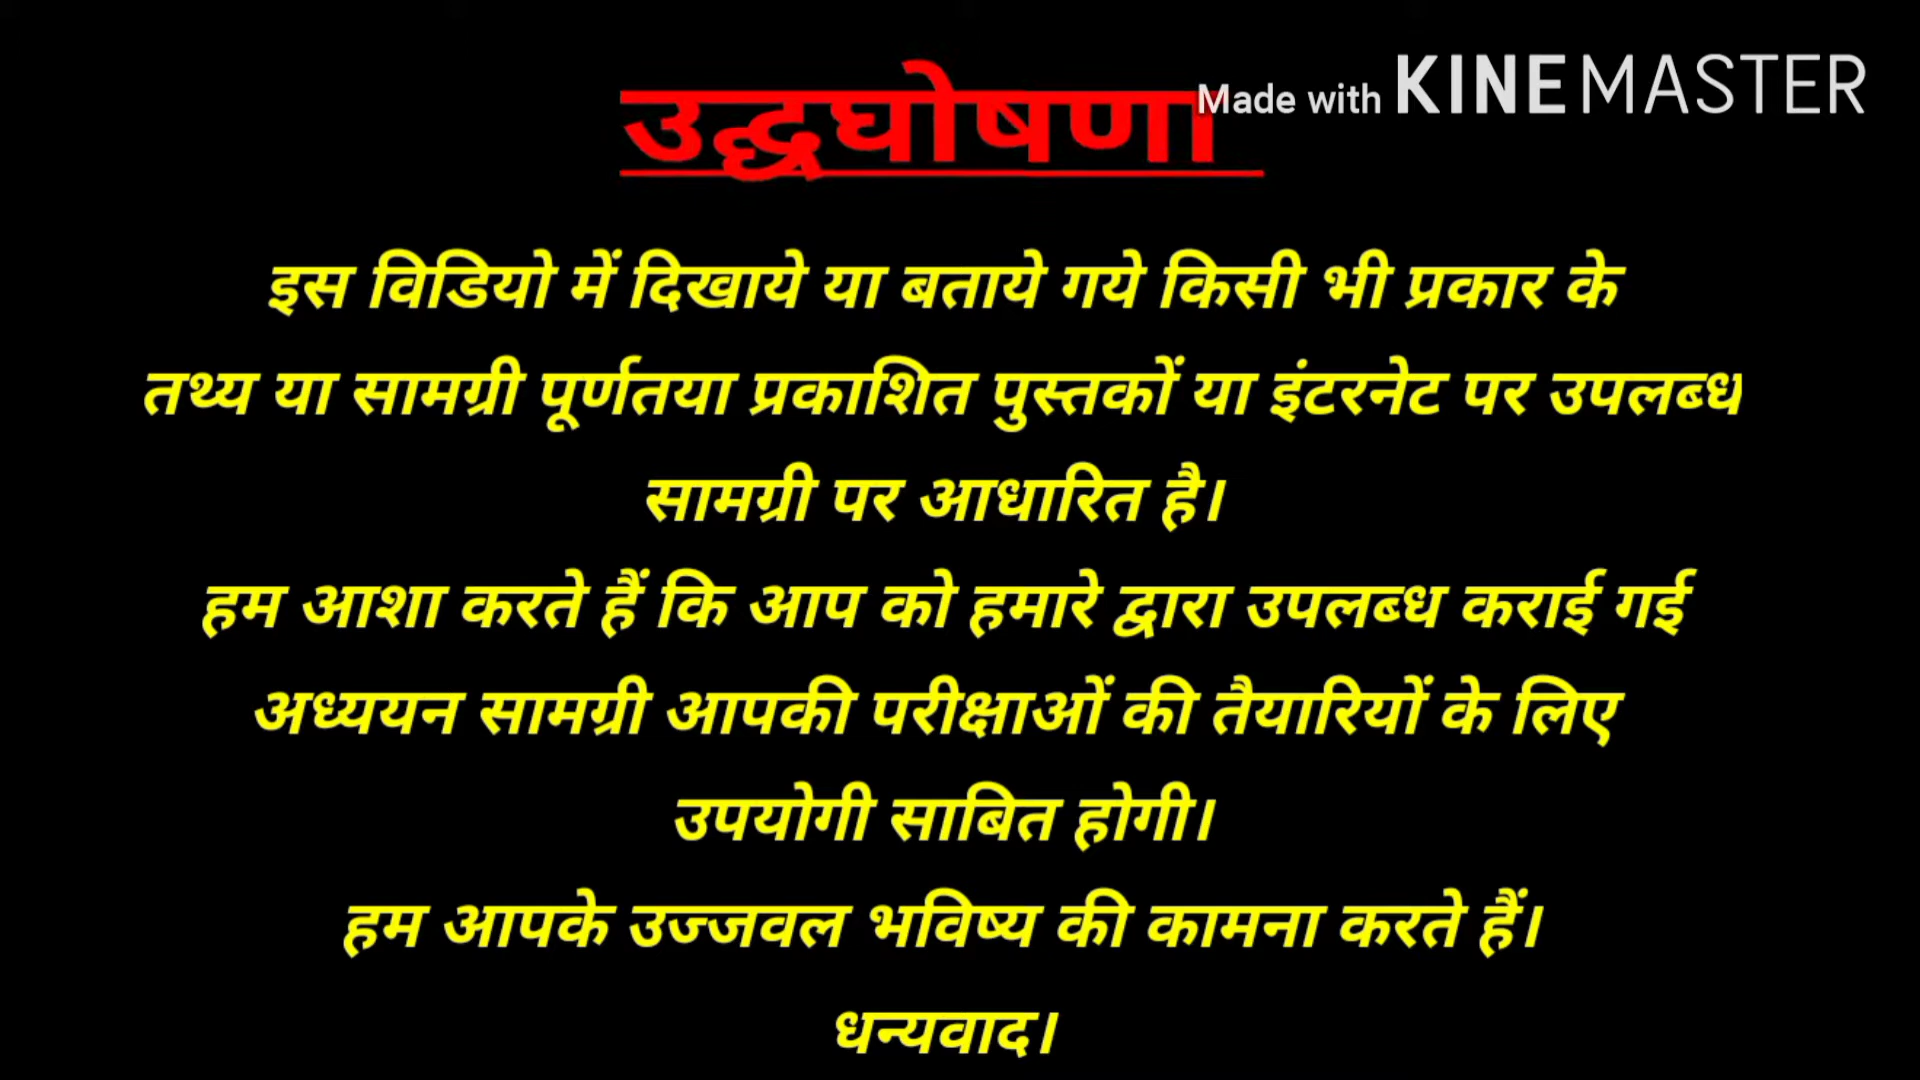 उद्धघोषणा
Made with KINEMASTER
इस विडियो में दिखाये या बताये गये किसी भी प्रकार के
तथ्य या सामग्री पूर्णतया प्रकाशित पुस्तकों या इंटरनेट पर उपलब्ध
सामग्री पर आधारित है।
हम आशा करते हैं कि आप को हमारे द्वारा उपलब्ध कराई गई
अध्ययन सामग्री आपकी परीक्षाओं की तैयारियों के लिए
उपयोगी साबित होगी।
हम आपके उज्जवल भविष्य की कामना करते हैं।
धन्यवाद।